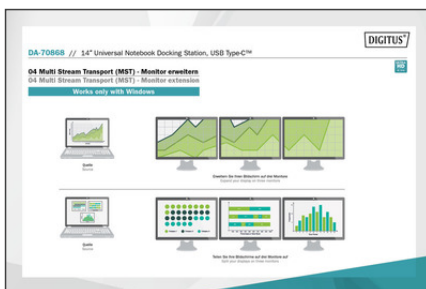 DIGITUS®
DA-70868 // 14" Universal Notebook Docking Station, USB Type-C™
04 Multi Stream Transport (MST) - Monitor erweitern
04 Multi Stream Transport (MST) - Monitor extension
HD
Works only with Windows
Quelle
Source
Erweitern Sie Ihren Bildschirm auf die Monitore
Expand your display on three monitors
Quelle
Source
Teilen Sie Ihre Bildschirme auf die Monitore auf
Split your displays on three monitors